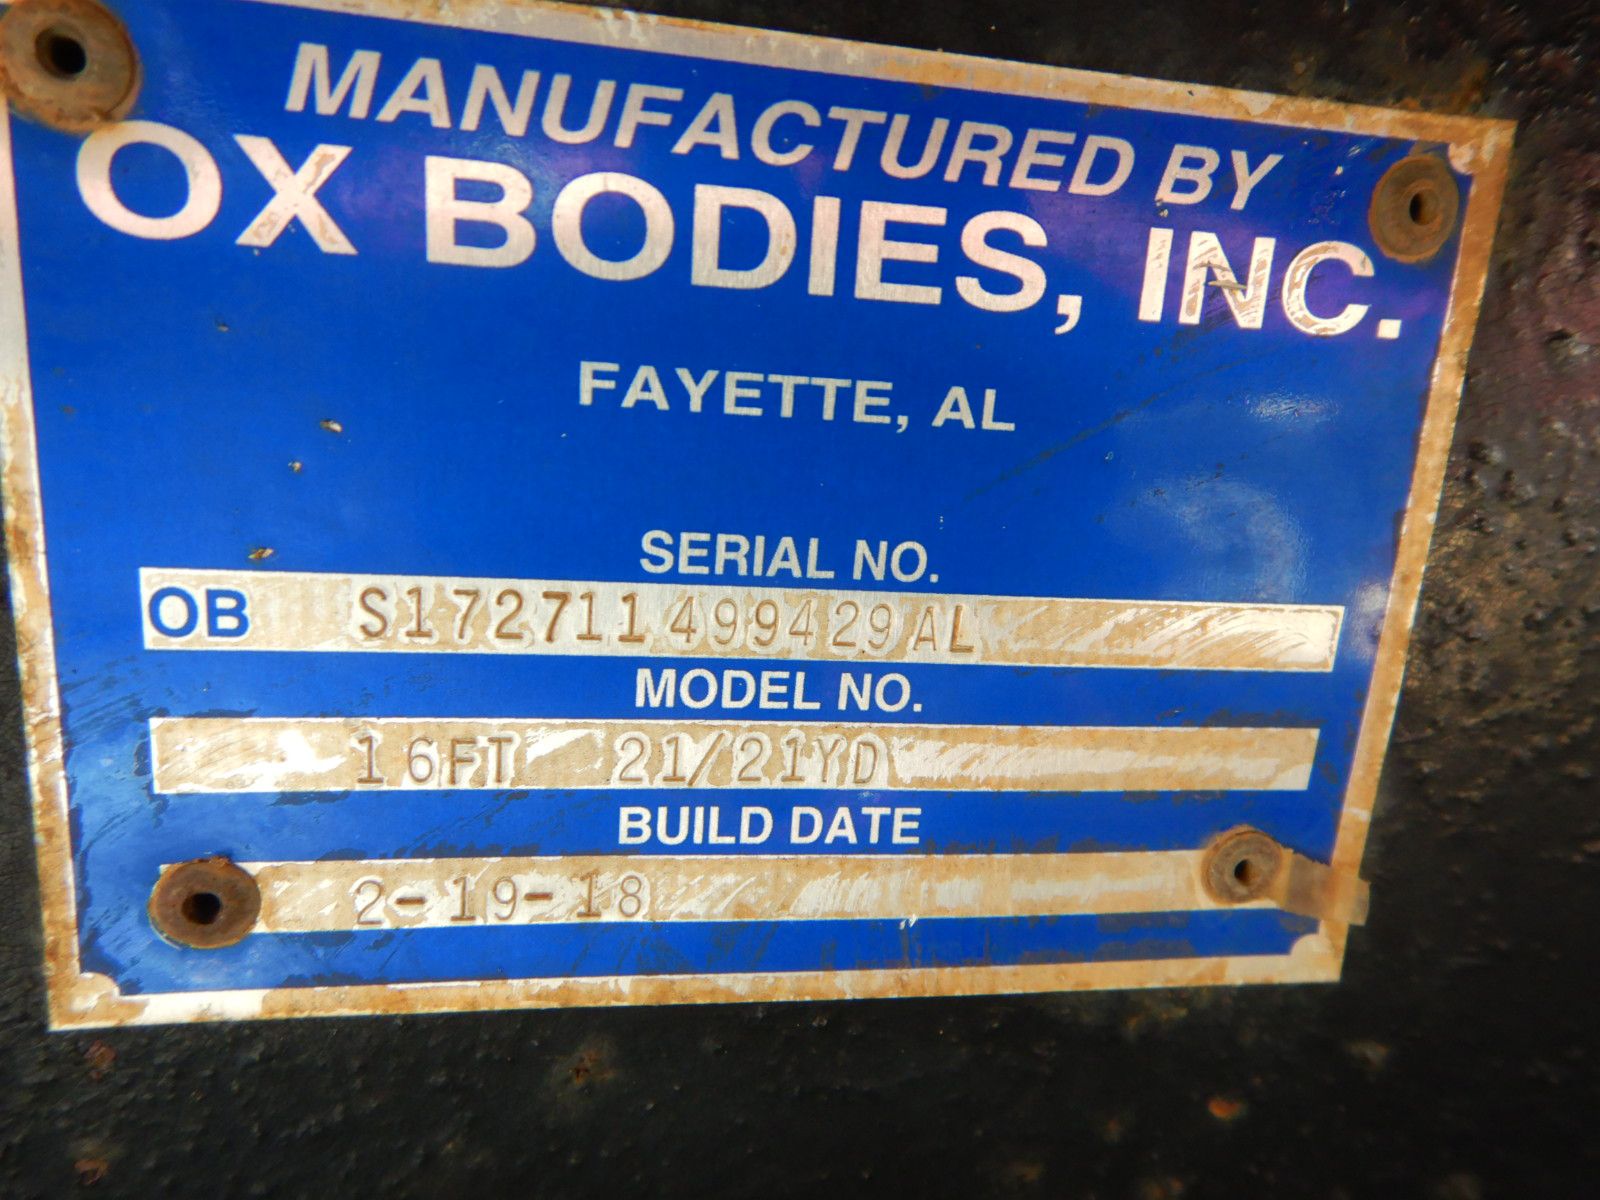 MANUFACTURED BY
OX BODIES, INC.
FAYETTE, AL
SERIAL NO.
OB S172711499429AL
MODEL NO.
16FT 21/21YD
BUILD DATE
2-19-18